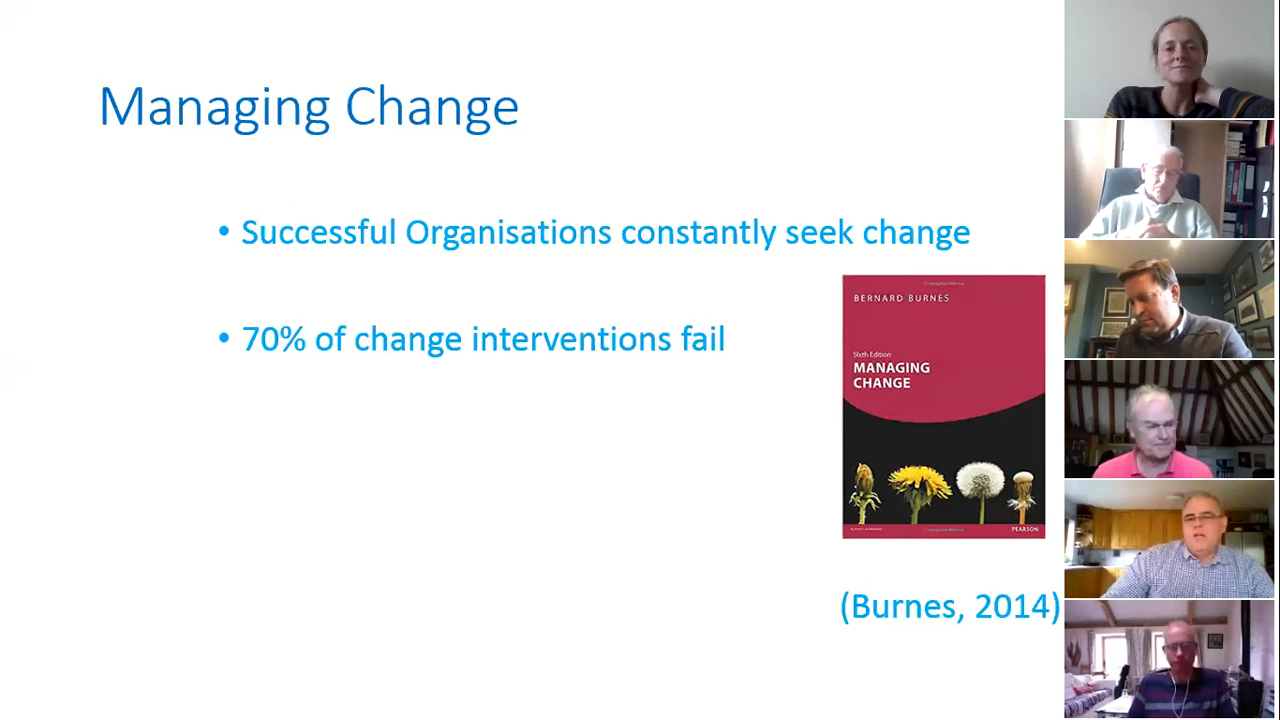 Managing Change
• Successful Organisations constantly seek change
• 70% of change interventions fail
BERNARD BURNES
Sixth Edition
MANAGING
CHANGE
PEARSON
(Burnes, 2014)